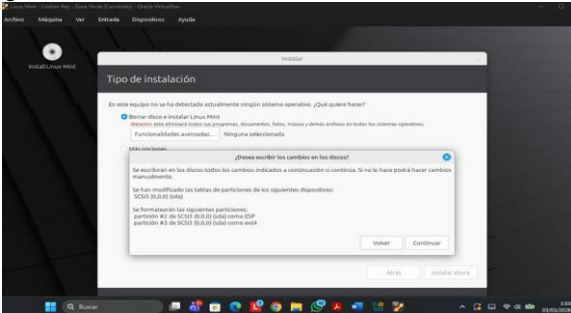 Linux Mint - Cristian Rey - Zona Verde [Corriendo] - Oracle VirtualBox
Archivo Máquina Ver Entrada Dispositivos Ayuda
Install Linux Mint
Instalar
Tipo de instalación
En este equipo no se ha detectado actualmente ningún sistema operativo. ¿Qué quiere hacer?
Borrar disco e instalar Linux Mint
Atención: esto eliminará todos sus programas, documentos, fotos, música y demás archivos en todos los sistemas operativos.
Funcionalidades avanzadas... Ninguna seleccionada
Más opciones
¿Desea escribir los cambios en los discos?
Se escribirán en los discos todos los cambios indicados a continuación si continúa. Si no lo hace podrá hacer cambios
manualmente.
Se han modificado las tablas de particiones de los siguientes dispositivos:
SCSI3 (0,0,0) (sda)
Se formatearán las siguientes particiones:
partición #2 de SCSI3 (0,0,0) (sda) como ESP
partición #3 de SCSI3 (0,0,0) (sda) como ext4
Volver Continuar
Atrás Instalar ahora
Buscar
5:03
03/05/2026